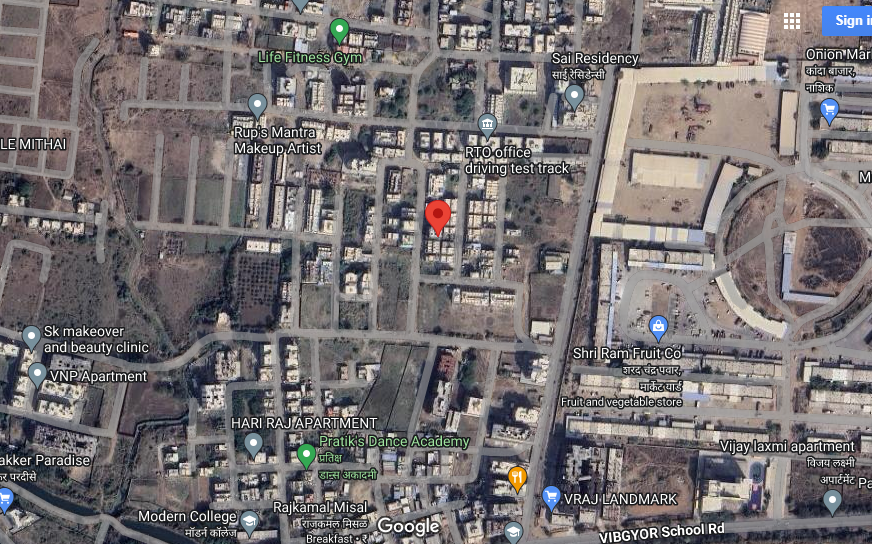 Sign i
Life Fitness Gym
Sai Residency
साई रेसिडेन्सी
Onion Mar
कांदा बाजार,
नाशिक
Rup's Mantra
Makeup Artist
LE MITHAI
RTO office
driving test track
M
Sk makeover
and beauty clinic
VNP Apartment
Shri Ram Fruit Co
शरद चंद्र पवार,
मार्केट यार्ड
Fruit and vegetable store
HARI RAJ APARTMENT
Pratik's Dance Academy
प्रतिक्ष
डान्स अकादमी
Vijay laxmi apartment
विजय लक्ष्मी
अपार्टमेंट
akker Paradise
कर परदीसे
Pa
VRAJ LANDMARK
Modern College
मॉडर्न कॉलेज
Rajkamal Misal
राजकमल मिसळ
Breakfast • ₹
Google
VIBGYOR School Rd